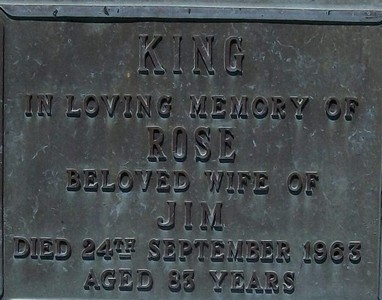 KING
IN LOVING MEMORY OF
ROSE
BELOVED WIFE OF
JIM
DIED 24TH SEPTEMBER 1963
AGED 83 YEARS